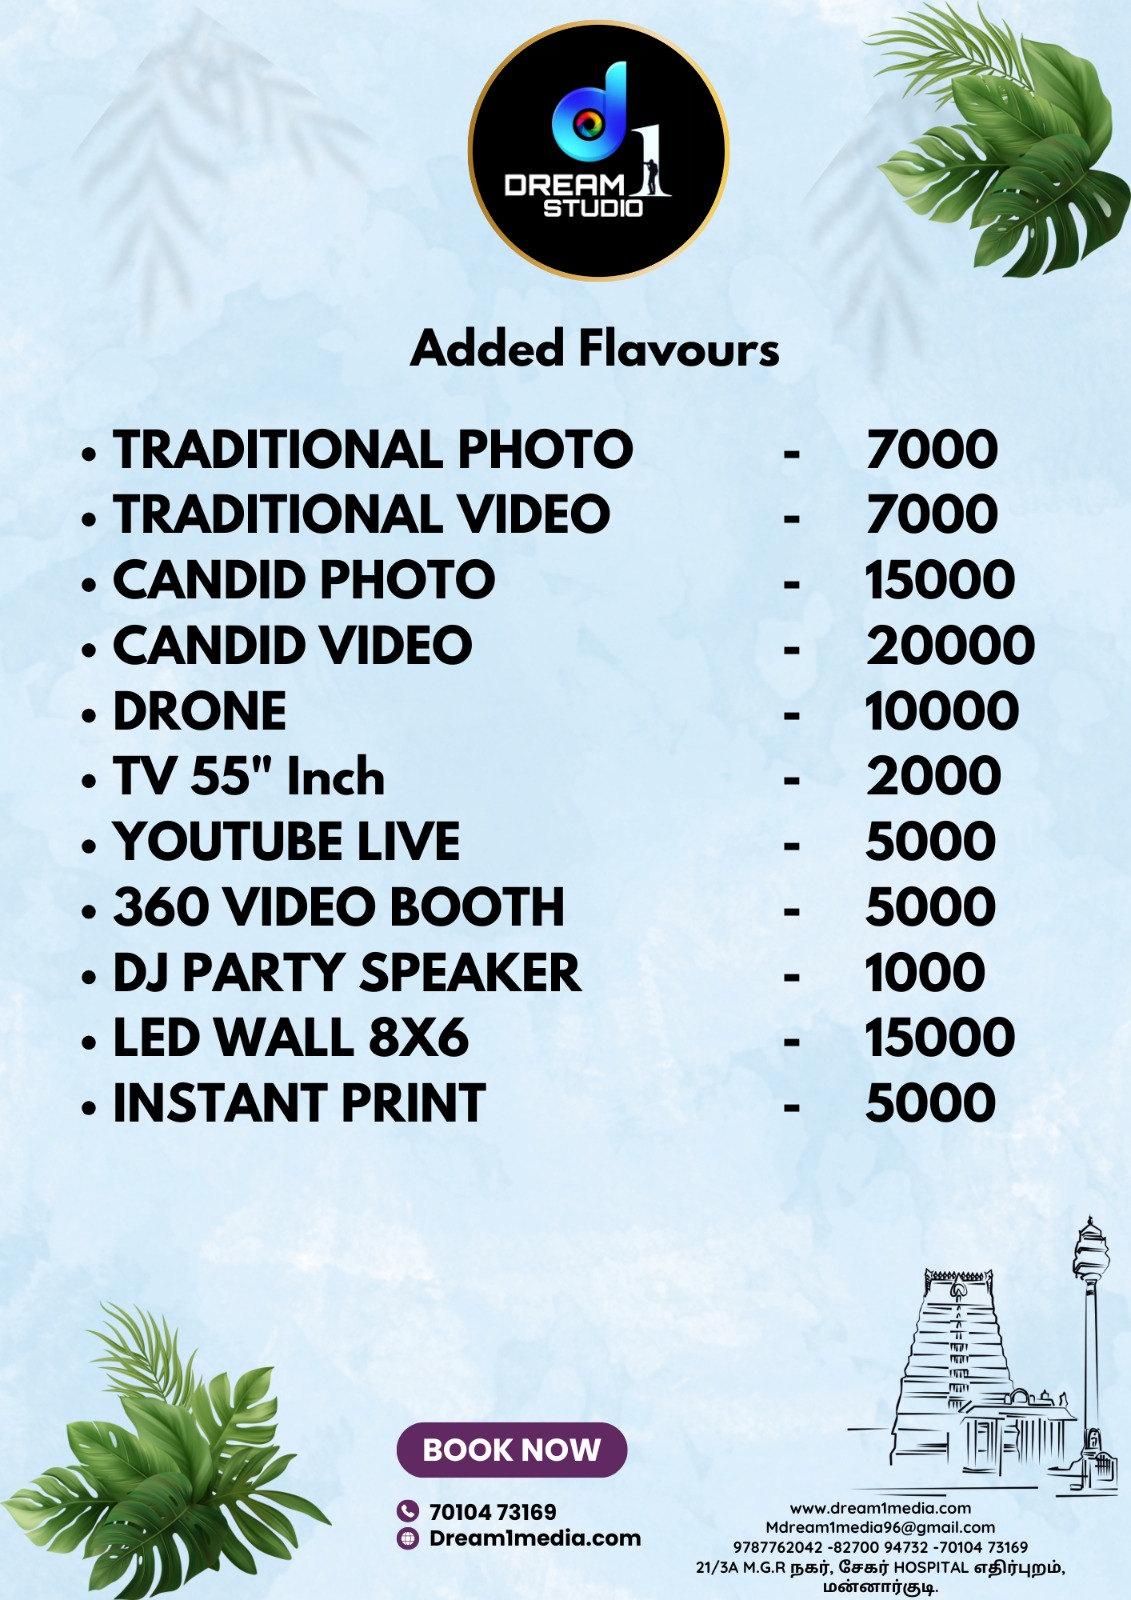 d
DREAM 1
STUDIO
Added Flavours
• TRADITIONAL PHOTO - 7000
• TRADITIONAL VIDEO - 7000
• CANDID PHOTO - 15000
• CANDID VIDEO - 20000
• DRONE - 10000
• TV 55" Inch - 2000
• YOUTUBE LIVE - 5000
• 360 VIDEO BOOTH - 5000
• DJ PARTY SPEAKER - 1000
• LED WALL 8X6 - 15000
• INSTANT PRINT - 5000
BOOK NOW
70104 73169
Dream1media.com
www.dream1media.com
Mdream1media96@gmail.com
9787762042 -82700 94732 -70104 73169
21/3A M.G.R நகர், சேகர் HOSPITAL எதிர்புறம்,
மன்னார்குடி.